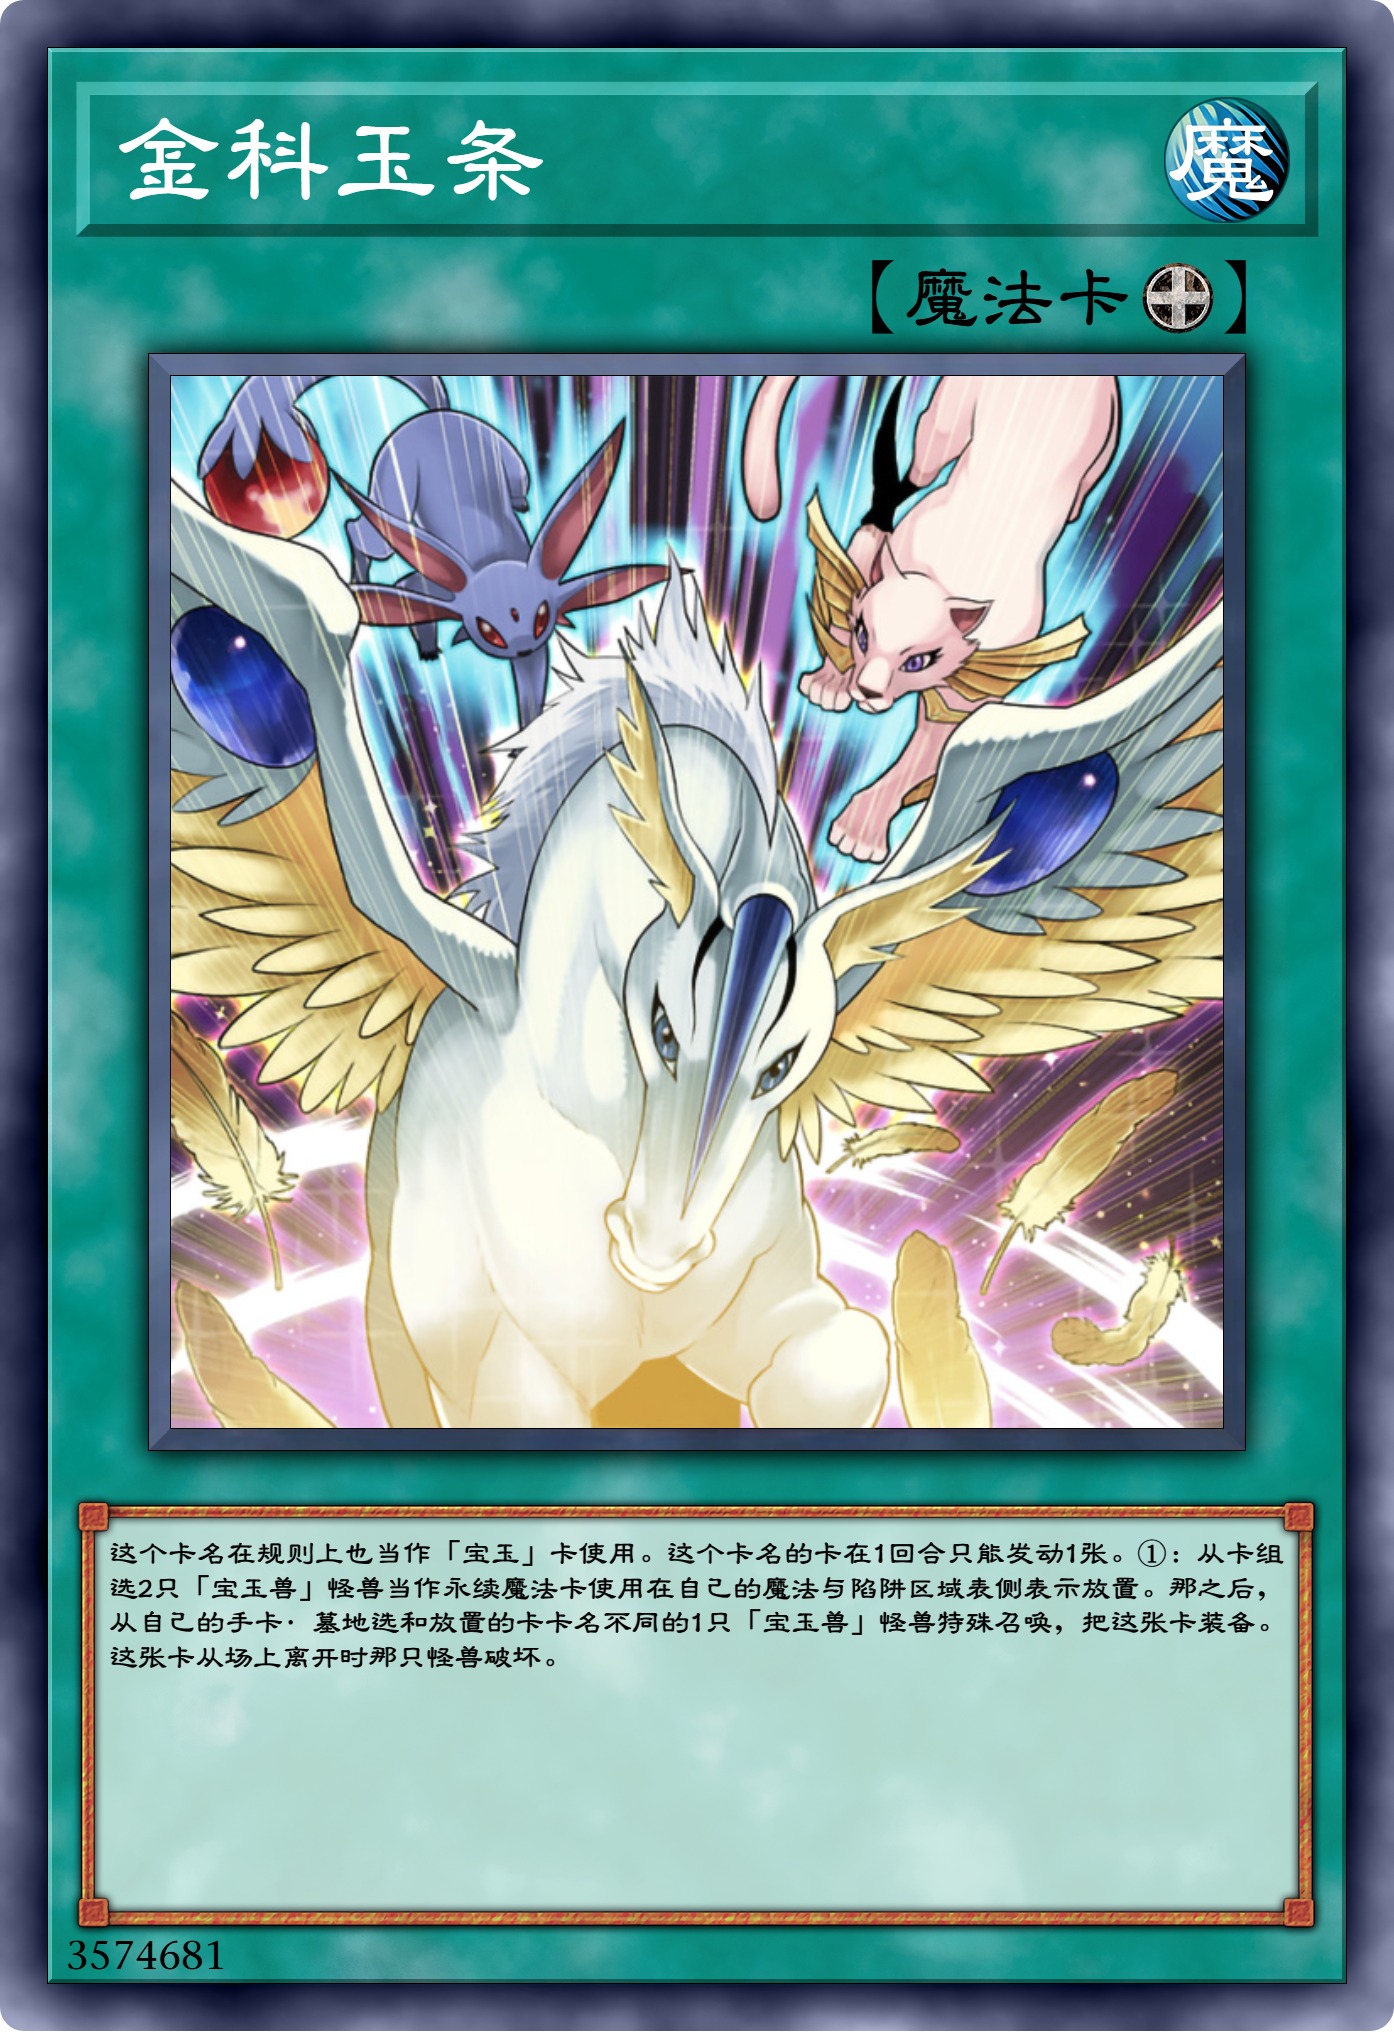 金科玉条
魔
【魔法卡】
这个卡名在规则上也当作「宝玉」卡使用。这个卡名的卡在1回合只能发动1张。①：从卡组
选2只「宝玉兽」怪兽当作永续魔法卡使用在自己的魔法与陷阱区域表侧表示放置。那之后，
从自己的手卡·墓地选和放置的卡卡名不同的1只「宝玉兽」怪兽特殊召唤，把这张卡装备。
这张卡从场上离开时那只怪兽破坏。
3574681